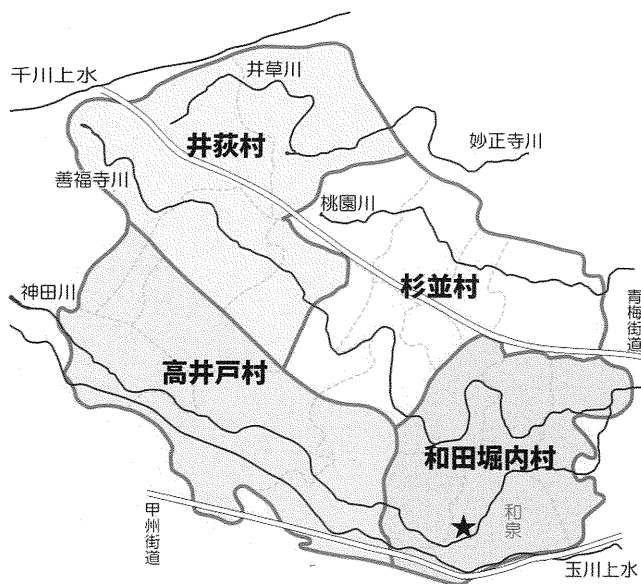 千川上水
井草川
井荻村
妙正寺川
善福寺川
桃園川
神田川
杉並村
青梅街道
高井戸村
和田堀内村
和泉
甲州街道
玉川上水